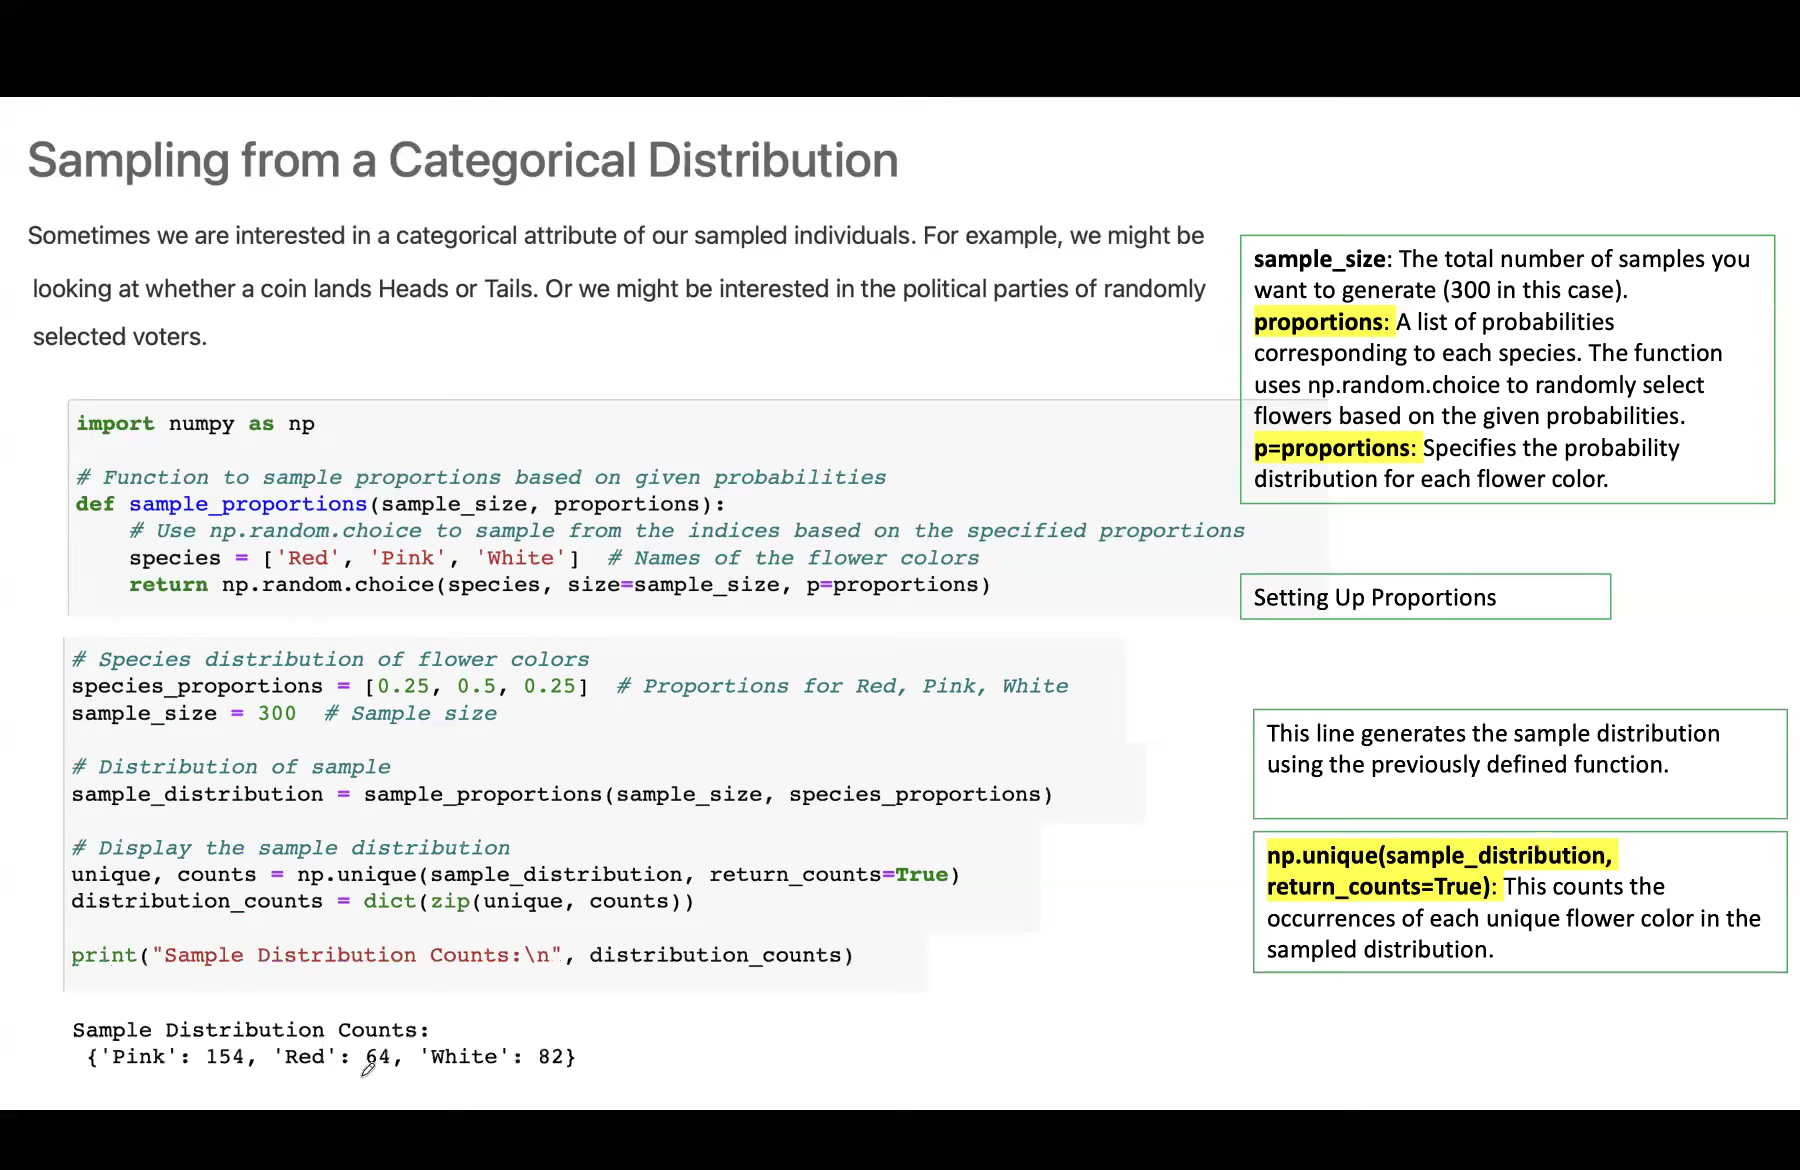 Sampling from a Categorical Distribution
Sometimes we are interested in a categorical attribute of our sampled individuals. For example, we might be
looking at whether a coin lands Heads or Tails. Or we might be interested in the political parties of randomly
selected voters.
import numpy as np
# Function to sample proportions based on given probabilities
def sample_proportions(sample_size, proportions):
    # Use np.random.choice to sample from the indices based on the specified proportions
    species = ['Red', 'Pink', 'White']  # Names of the flower colors
    return np.random.choice(species, size=sample_size, p=proportions)
# Species distribution of flower colors
species_proportions = [0.25, 0.5, 0.25]  # Proportions for Red, Pink, White
sample_size = 300  # Sample size
# Distribution of sample
sample_distribution = sample_proportions(sample_size, species_proportions)
# Display the sample distribution
unique, counts = np.unique(sample_distribution, return_counts=True)
distribution_counts = dict(zip(unique, counts))
print("Sample Distribution Counts:\n", distribution_counts)
Sample Distribution Counts:
 {'Pink': 154, 'Red': 64, 'White': 82}
sample_size: The total number of samples you
want to generate (300 in this case).
proportions: A list of probabilities
corresponding to each species. The function
uses np.random.choice to randomly select
flowers based on the given probabilities.
p=proportions: Specifies the probability
distribution for each flower color.
Setting Up Proportions
This line generates the sample distribution
using the previously defined function.
np.unique(sample_distribution,
return_counts=True): This counts the
occurrences of each unique flower color in the
sampled distribution.